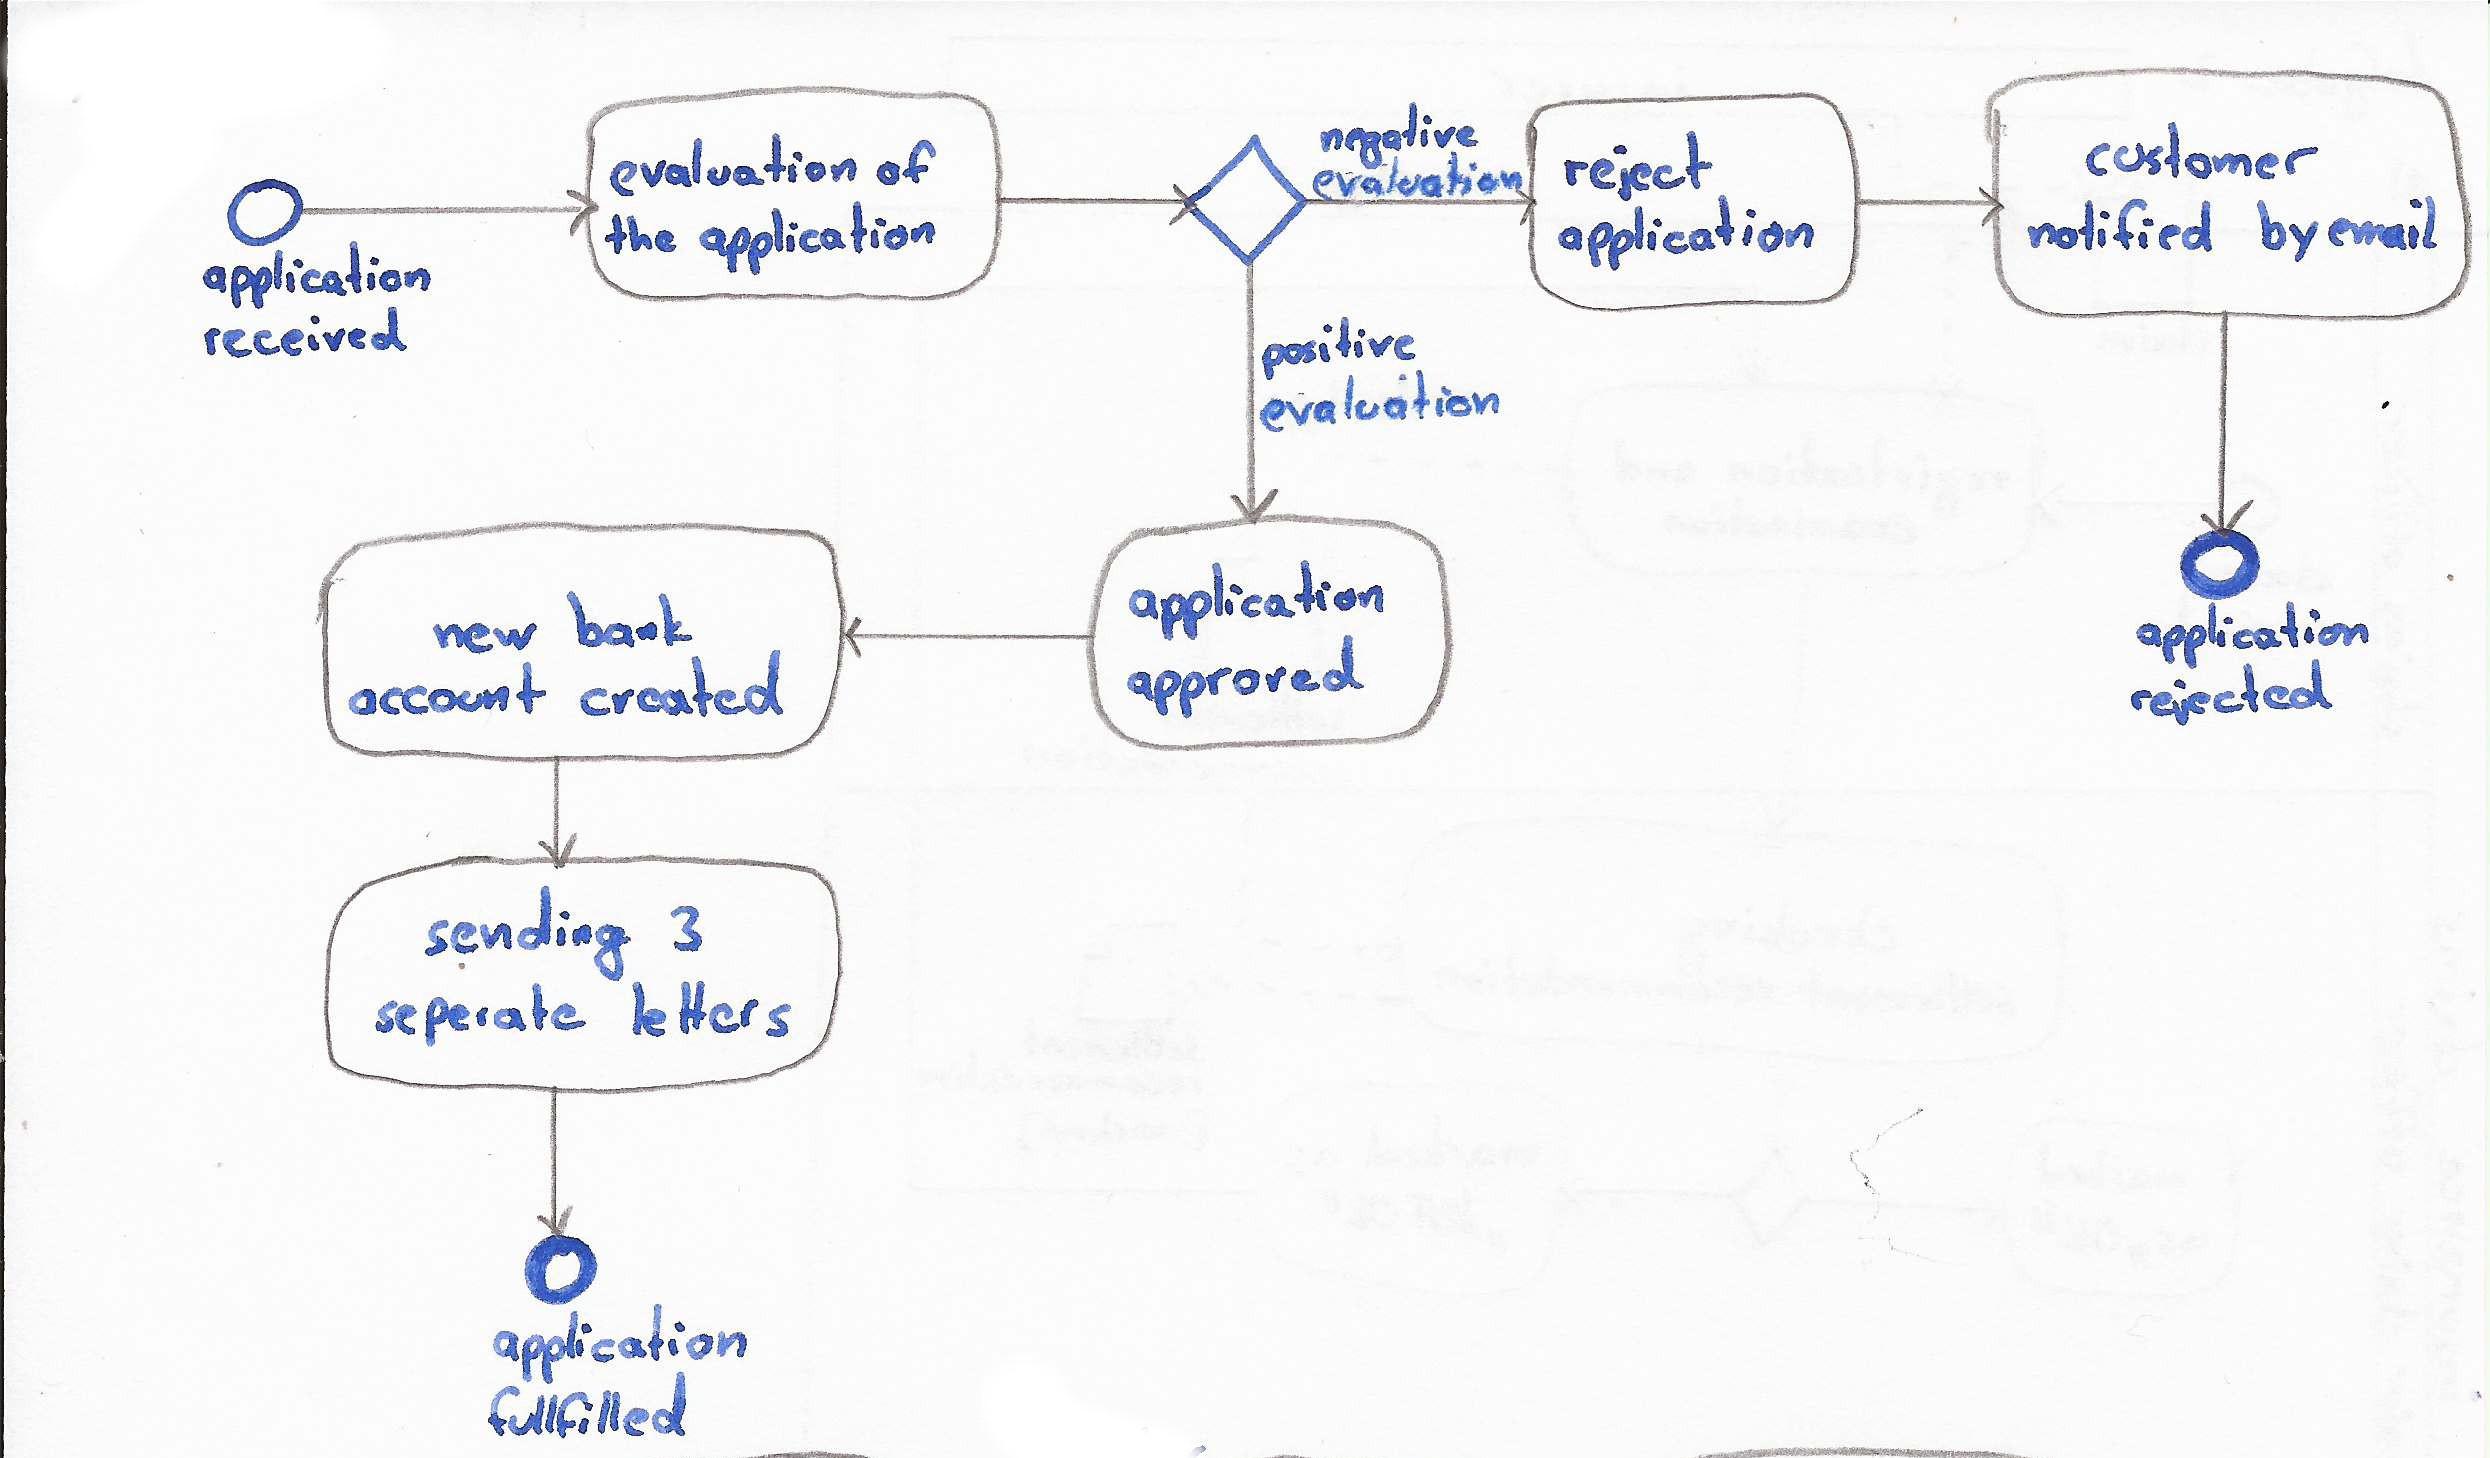 evaluation of
the application
application
received
negative
evaluation
reject
application
customer
notified by email
positive
evaluation
application
approved
new bank
account created
application
rejected
sending 3
seperate letters
application
fullfilled